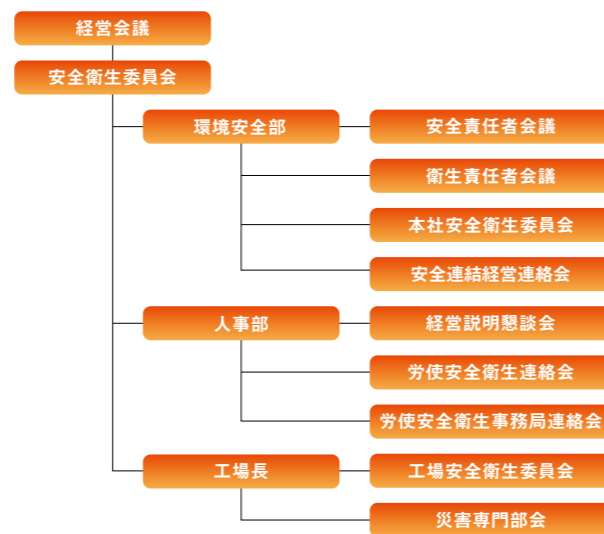 経営会議
安全衛生委員会
環境安全部
安全責任者会議
衛生責任者会議
本社安全衛生委員会
安全連結経営連絡会
人事部
経営説明懇談会
労使安全衛生連絡会
労使安全衛生事務局連絡会
工場長
工場安全衛生委員会
災害専門部会